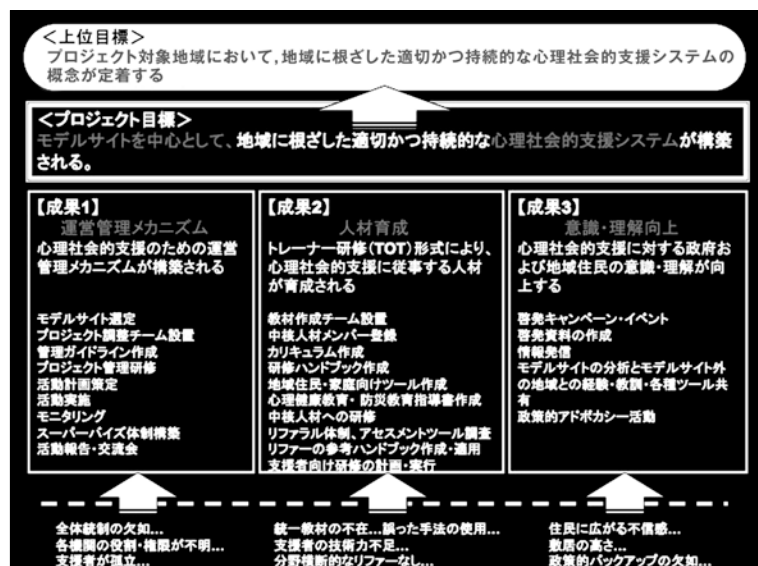 ＜上位目標＞
プロジェクト対象地域において,地域に根ざした適切かつ持続的な心理社会的支援システムの
概念が定着する
＜プロジェクト目標＞
モデルサイトを中心として、地域に根ざした適切かつ持続的な心理社会的支援システムが構築
される。
【成果1】
運営管理メカニズム
心理社会的支援のための運営
管理メカニズムが構築される
モデルサイト選定
プロジェクト調整チーム設置
管理ガイドライン作成
プロジェクト管理研修
活動計画策定
活動実施
モニタリング
スーパーバイズ体制構築
活動報告・交流会
【成果2】
人材育成
トレーナー研修(TOT)形式により、
心理社会的支援に従事する人材
が育成される
教材作成チーム設置
中核人材メンバー登録
カリキュラム作成
研修ハンドブック作成
地域住民・家庭向けツール作成
心理健康教育・防災教育指導書作成
中核人材への研修
リファラル体制、アセスメントツール調査
リファーの参考ハンドブック作成・適用
支援者向け研修の計画・実行
【成果3】
意識・理解向上
心理社会的支援に対する政府お
よび地域住民の意識・理解が向
上する
啓発キャンペーン・イベント
啓発資料の作成
情報発信
モデルサイトの分析とモデルサイト外
の地域との経験・教訓・各種ツール共
有
政策的アドボカシー活動
全体統制の欠如...
各機関の役割・権限が不明...
支援者が孤立...
統一教材の不在...誤った手法の使用...
支援者の技術力不足...
分野横断的なリファーなし...
住民に広がる不信感...
敷居の高さ...
政策的バックアップの欠如...